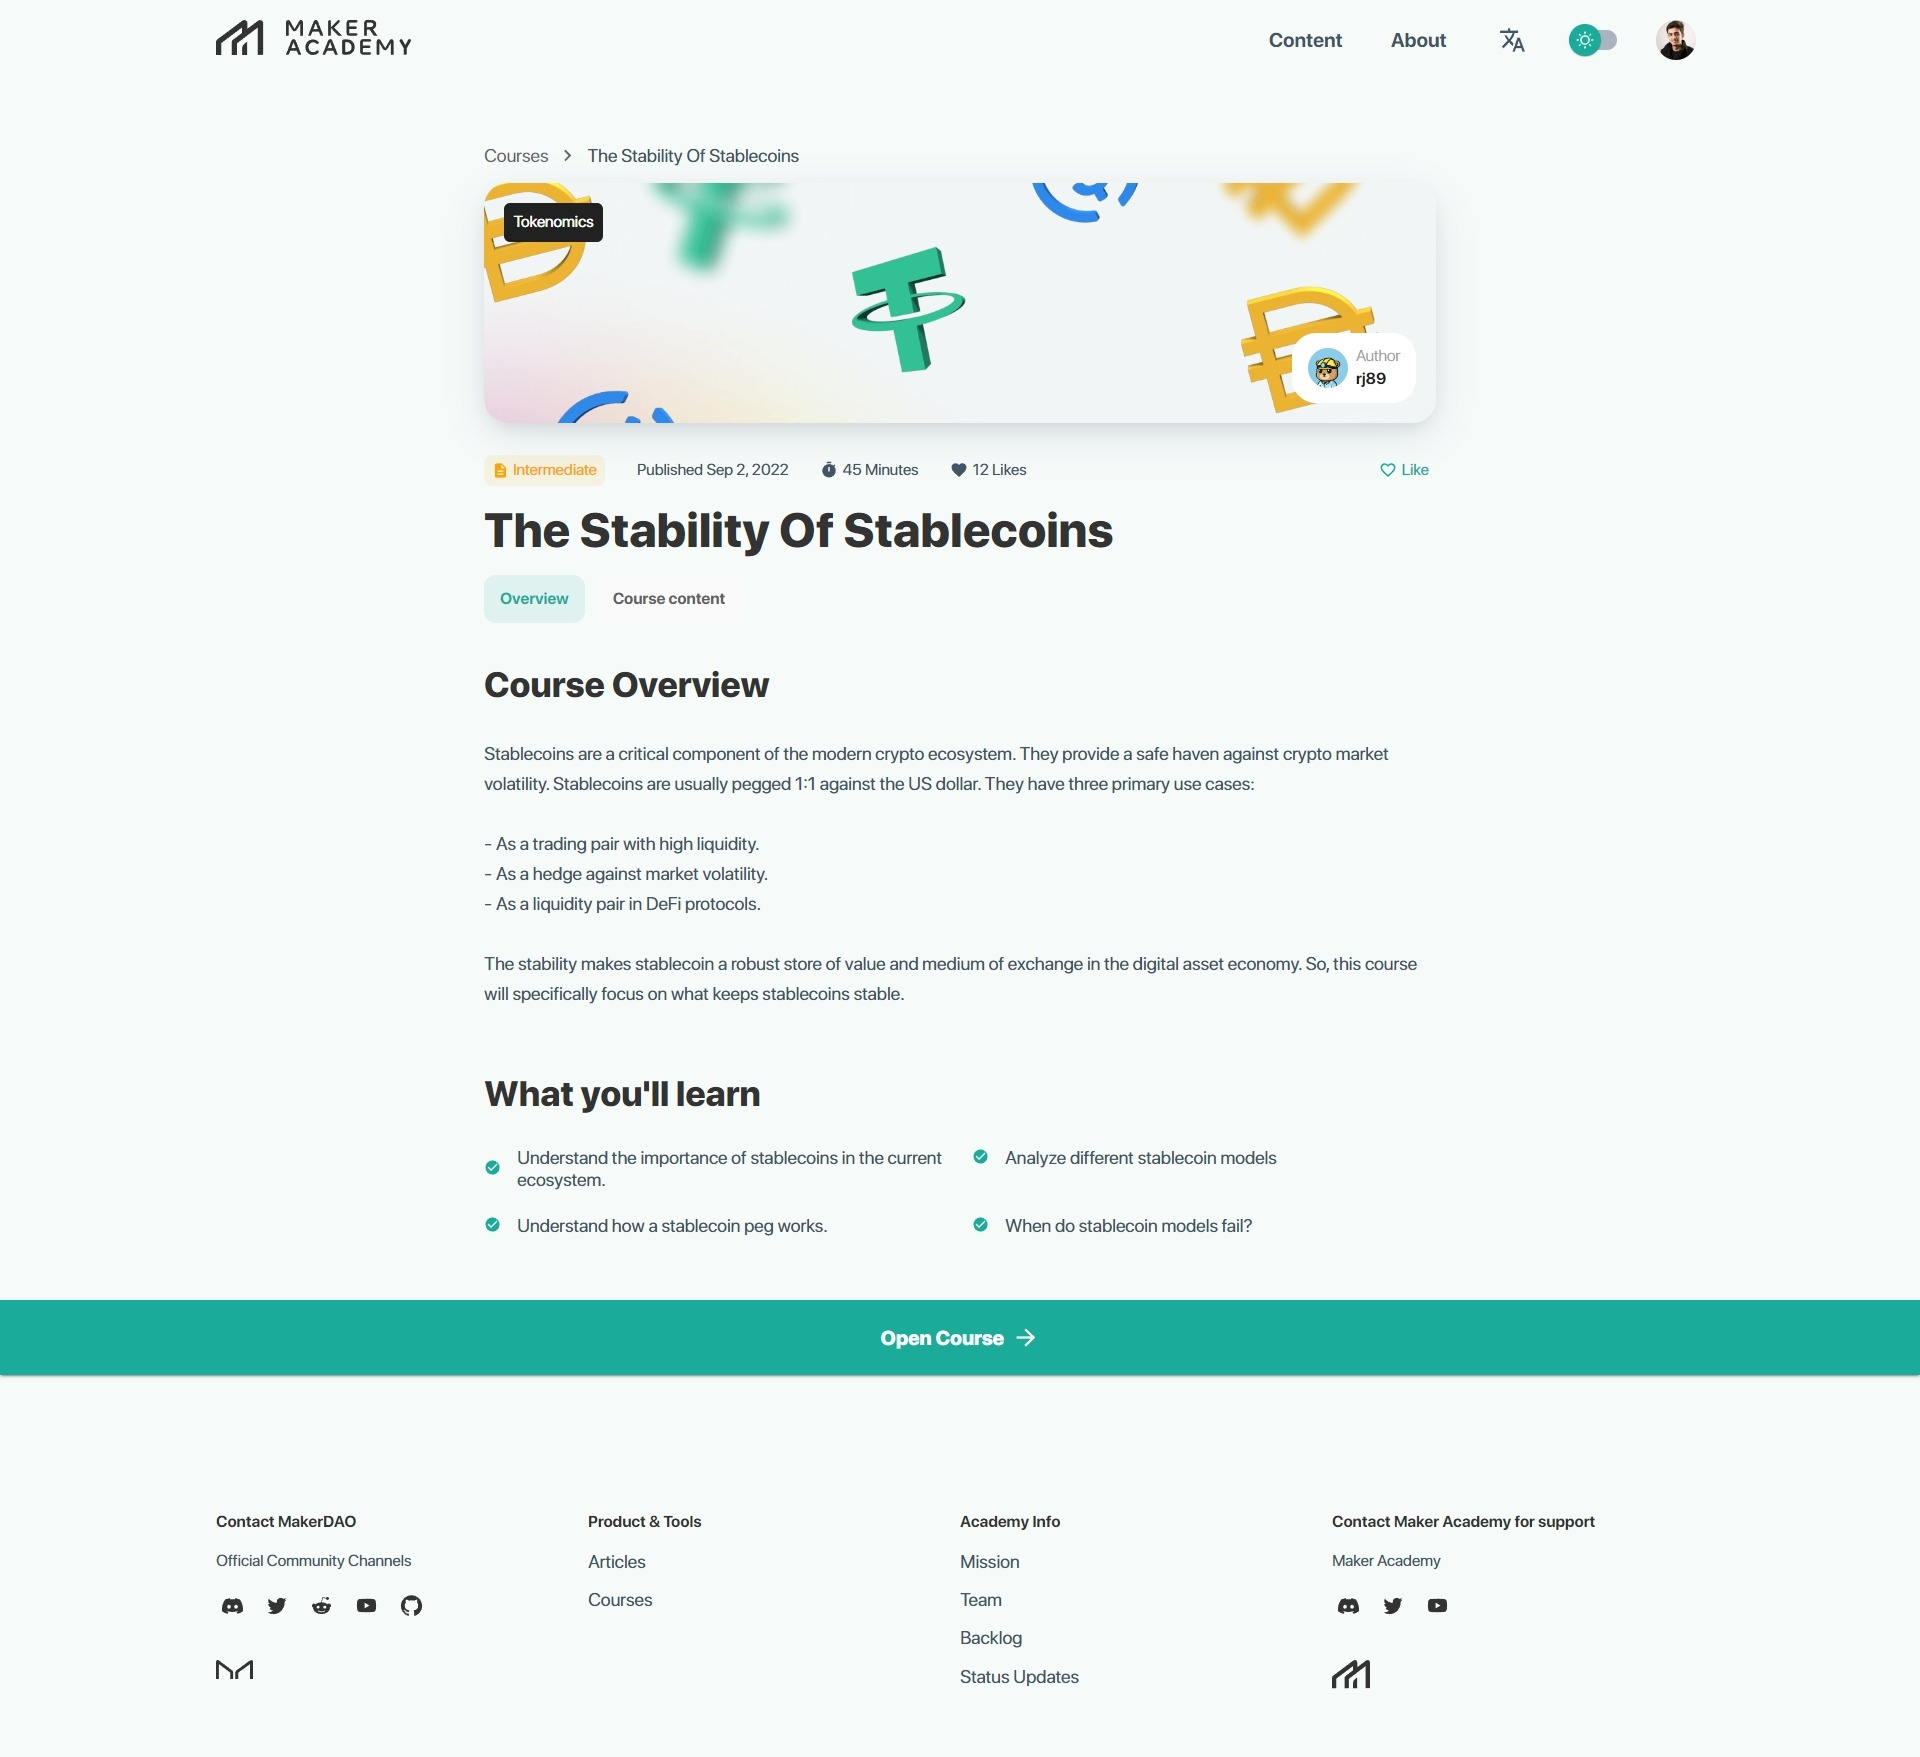 MAKER
ACADEMY
Content
About
Courses
The Stability Of Stablecoins
Tokenomics
Author
rj89
Intermediate
Published Sep 2, 2022
45 Minutes
12 Likes
Like
The Stability Of Stablecoins
Overview
Course content
Course Overview
Stablecoins are a critical component of the modern crypto ecosystem. They provide a safe haven against crypto market
volatility. Stablecoins are usually pegged 1:1 against the US dollar. They have three primary use cases:
- As a trading pair with high liquidity.
- As a hedge against market volatility.
- As a liquidity pair in DeFi protocols.
The stability makes stablecoin a robust store of value and medium of exchange in the digital asset economy. So, this course
will specifically focus on what keeps stablecoins stable.
What you'll learn
Understand the importance of stablecoins in the current
ecosystem.
Analyze different stablecoin models
Understand how a stablecoin peg works.
When do stablecoin models fail?
Open Course
Contact MakerDAO
Official Community Channels
Product & Tools
Articles
Courses
Academy Info
Mission
Team
Backlog
Status Updates
Contact Maker Academy for support
Maker Academy